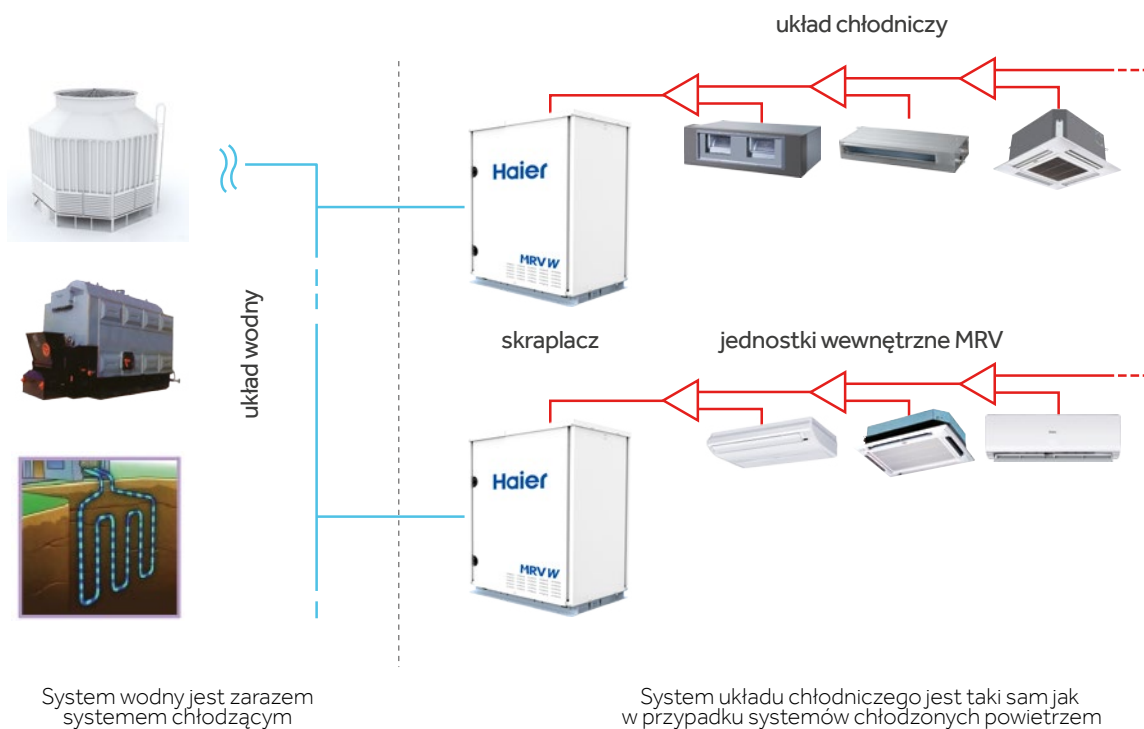 układ chłodniczy
Haier
MRV W
układ wodny
skraplacz
jednostki wewnętrzne MRV
Haier
MRV W
System wodny jest zarazem
systemem chłodzącym
System układu chłodniczego jest taki sam jak
w przypadku systemów chłodzonych powietrzem